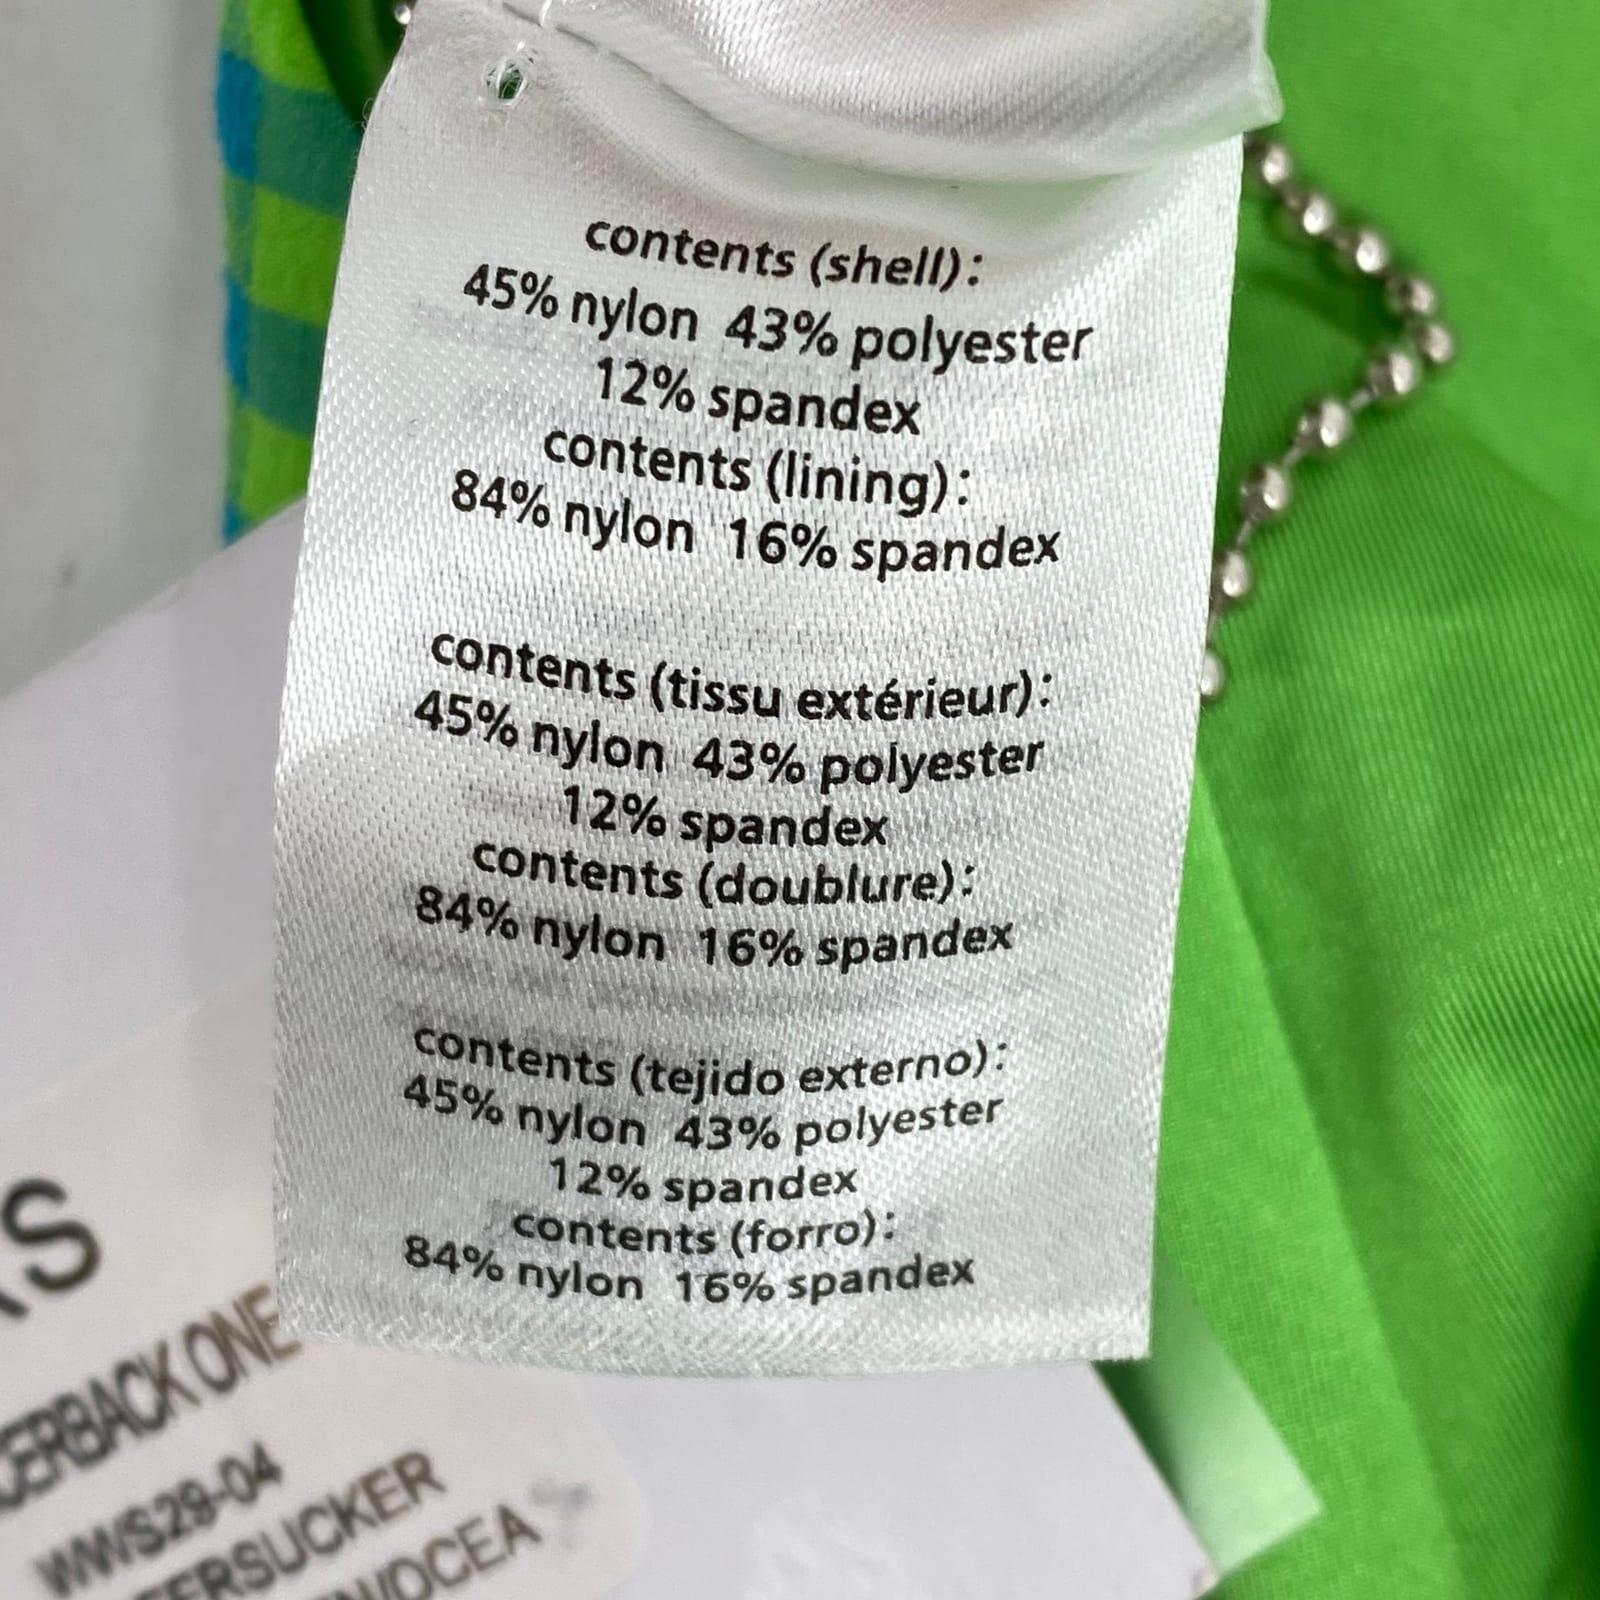 contents (shell):
45% nylon 43% polyester
12% spandex
contents (lining):
84% nylon 16% spandex
contents (tissu extérieur):
45% nylon 43% polyester
12% spandex
contents (doublure):
84% nylon 16% spandex
contents (tejido externo):
45% nylon 43% polyester
12% spandex
contents (forro):
84% nylon 16% spandex
S
CERBACK ONE
WWS29-04
ERSUCKER
OCEA